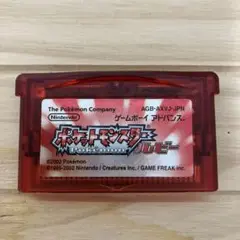 The Pokémon Company AGB-AXVJ-JPN
Nintendo ゲームボーイ アドバンス
ポケットモンスター
ルビー
©2002 Pokémon
©1995-2002 Nintendo / Creatures inc. / GAME FREAK inc.